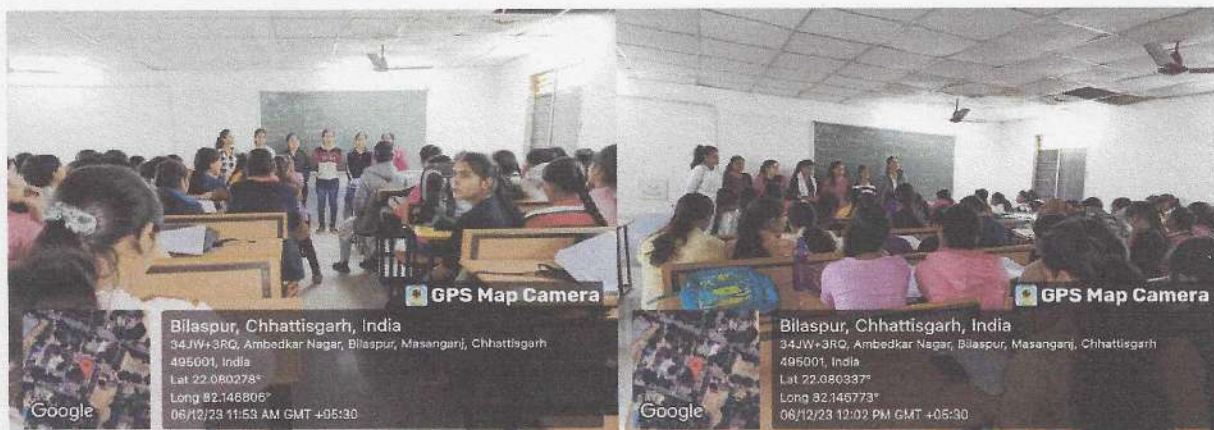 GPS Map Camera
Bilaspur, Chhattisgarh, India
34JW+3RQ, Ambedkar Nagar, Bilaspur, Masanganj, Chhattisgarh
495001, India
Lat 22.080278°
Long 82.146806°
06/12/23 11:53 AM GMT +05:30
Google
GPS Map Camera
Bilaspur, Chhattisgarh, India
34JW+3RQ, Ambedkar Nagar, Bilaspur, Masanganj, Chhattisgarh
495001, India
Lat 22.080337°
Long 82.146773°
06/12/23 12:02 PM GMT +05:30
Google